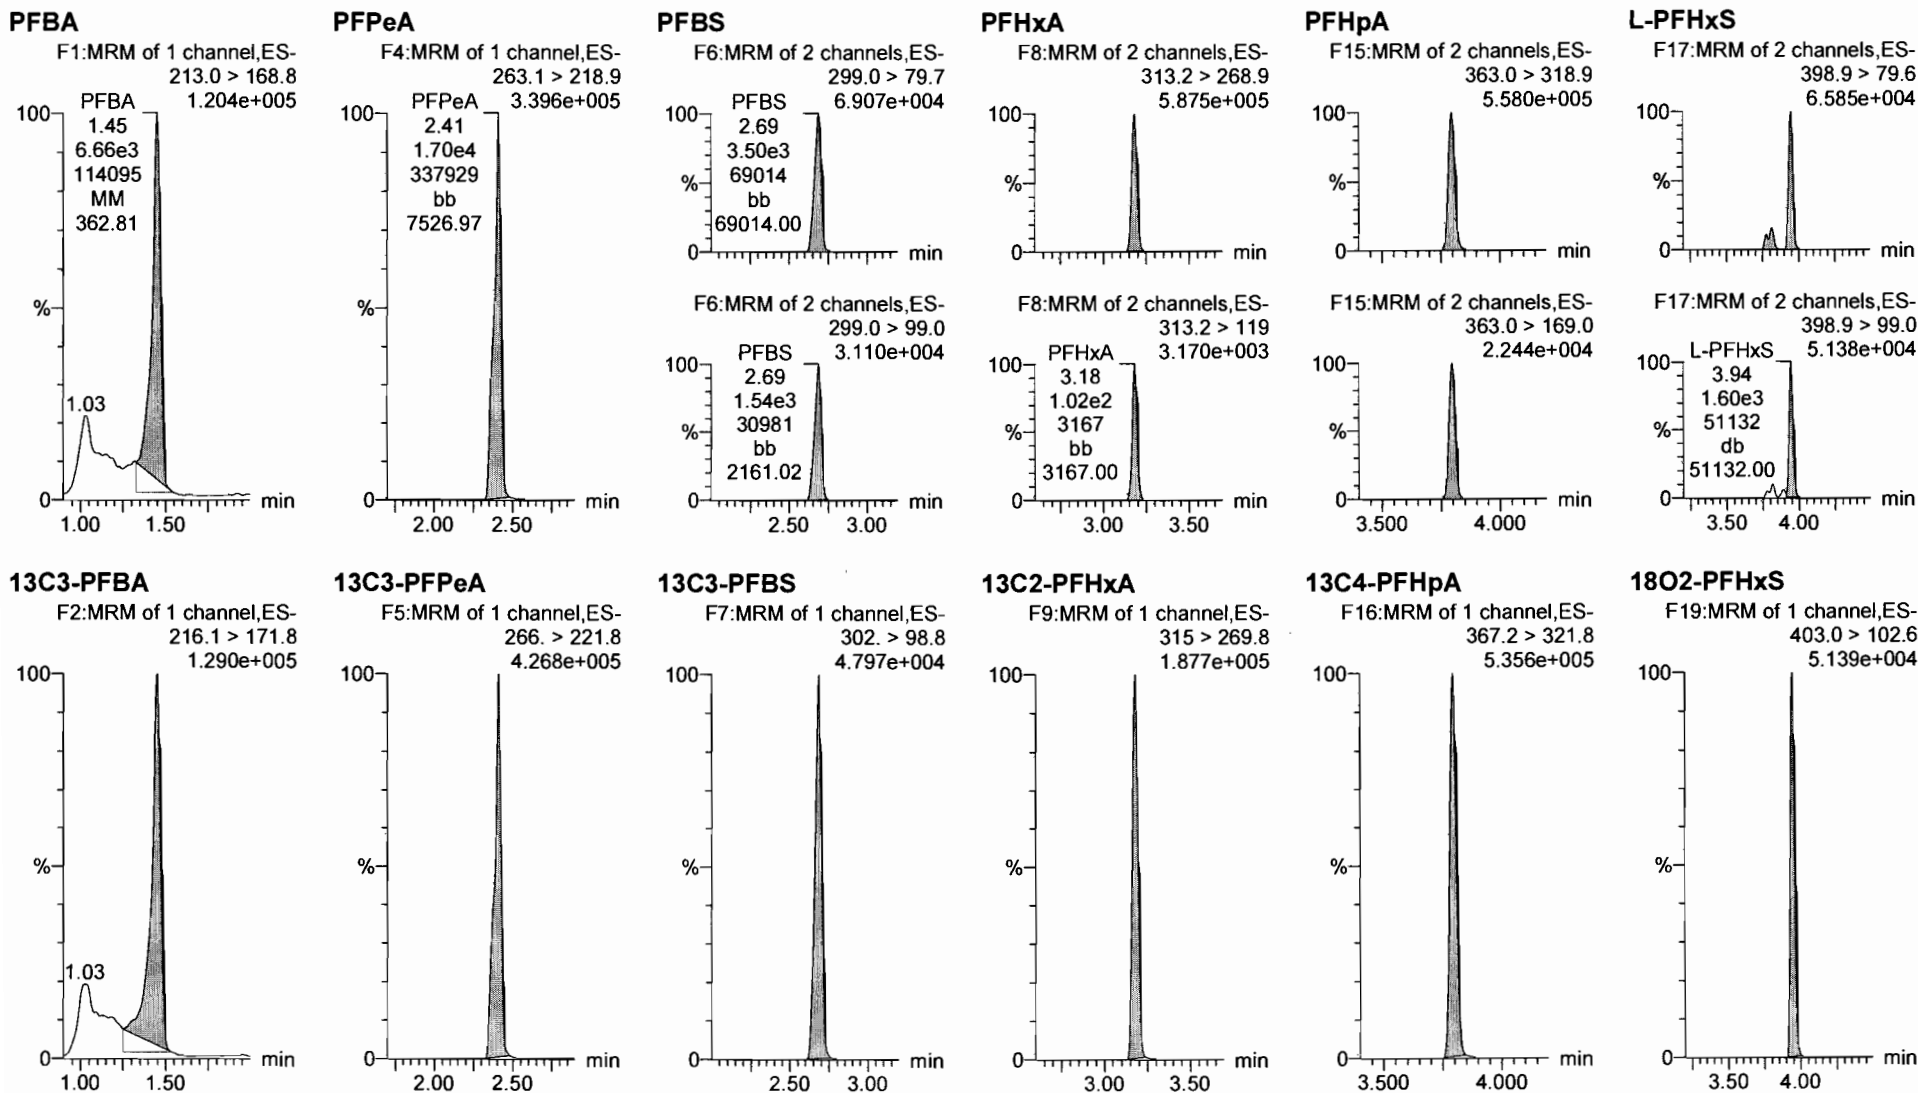 PFBA
F1:MRM of 1 channel,ES-
213.0 > 168.8
1.204e+005
100
PFBA
1.45
6.66e3
114095
MM
362.81
%
1.03
0
min
1.00 1.50
PFPeA
F4:MRM of 1 channel,ES-
263.1 > 218.9
3.396e+005
100
PFPeA
2.41
1.70e4
337929
bb
7526.97
%
0
min
2.00 2.50
PFBS
F6:MRM of 2 channels,ES-
299.0 > 79.7
6.907e+004
100
PFBS
2.69
3.50e3
69014
bb
69014.00
%
0
min
F6:MRM of 2 channels,ES-
299.0 > 99.0
3.110e+004
100
PFBS
2.69
1.54e3
30981
bb
2161.02
%
0
min
2.50 3.00
PFHxA
F8:MRM of 2 channels,ES-
313.2 > 268.9
5.875e+005
100
%
0
min
F8:MRM of 2 channels,ES-
313.2 > 119
3.170e+003
100
PFHxA
3.18
1.02e2
3167
bb
3167.00
%
0
min
3.00 3.50
PFHpA
F15:MRM of 2 channels,ES-
363.0 > 318.9
5.580e+005
100
%
0
min
F15:MRM of 2 channels,ES-
363.0 > 169.0
2.244e+004
100
%
0
min
3.500 4.000
L-PFHxS
F17:MRM of 2 channels,ES-
398.9 > 79.6
6.585e+004
100
%
0
min
F17:MRM of 2 channels,ES-
398.9 > 99.0
5.138e+004
100
L-PFHxS
3.94
1.60e3
51132
db
51132.00
%
0
min
3.50 4.00
13C3-PFBA
F2:MRM of 1 channel,ES-
216.1 > 171.8
1.290e+005
100
%
1.03
0
min
1.00 1.50
13C3-PFPeA
F5:MRM of 1 channel,ES-
266. > 221.8
4.268e+005
100
%
0
min
2.00 2.50
13C3-PFBS
F7:MRM of 1 channel,ES-
302. > 98.8
4.797e+004
100
%
0
min
2.50 3.00
13C2-PFHxA
F9:MRM of 1 channel,ES-
315 > 269.8
1.877e+005
100
%
0
min
3.00 3.50
13C4-PFHpA
F16:MRM of 1 channel,ES-
367.2 > 321.8
5.356e+005
100
%
0
min
3.500 4.000
18O2-PFHxS
F19:MRM of 1 channel,ES-
403.0 > 102.6
5.139e+004
100
%
0
min
3.50 4.00